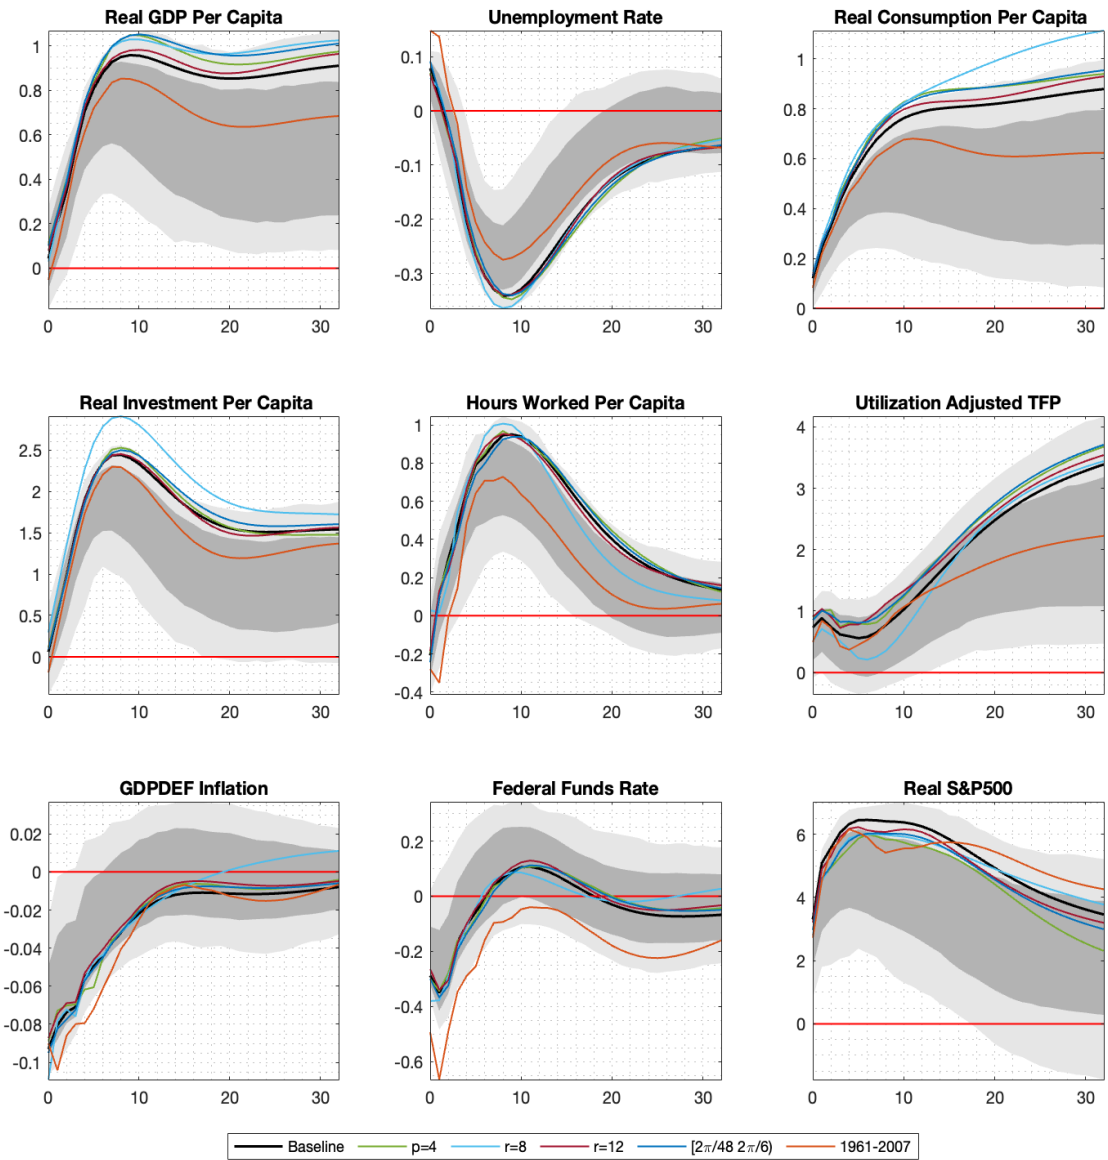 Real GDP Per Capita
1
0.8
0.6
0.4
0.2
0
0 10 20 30
Unemployment Rate
0.1
0
-0.1
-0.2
-0.3
0 10 20 30
Real Consumption Per Capita
1
0.8
0.6
0.4
0.2
0
0 10 20 30
Real Investment Per Capita
2.5
2
1.5
1
0.5
0
0 10 20 30
Hours Worked Per Capita
1
0.8
0.6
0.4
0.2
0
-0.2
-0.4
0 10 20 30
Utilization Adjusted TFP
4
3
2
1
0
0 10 20 30
GDPDEF Inflation
0.02
0
-0.02
-0.04
-0.06
-0.08
-0.1
0 10 20 30
Federal Funds Rate
0.2
0
-0.2
-0.4
-0.6
0 10 20 30
Real S&P500
6
4
2
0
0 10 20 30
Baseline p=4 r=8 r=12 [2π/48 2π/6) 1961-2007